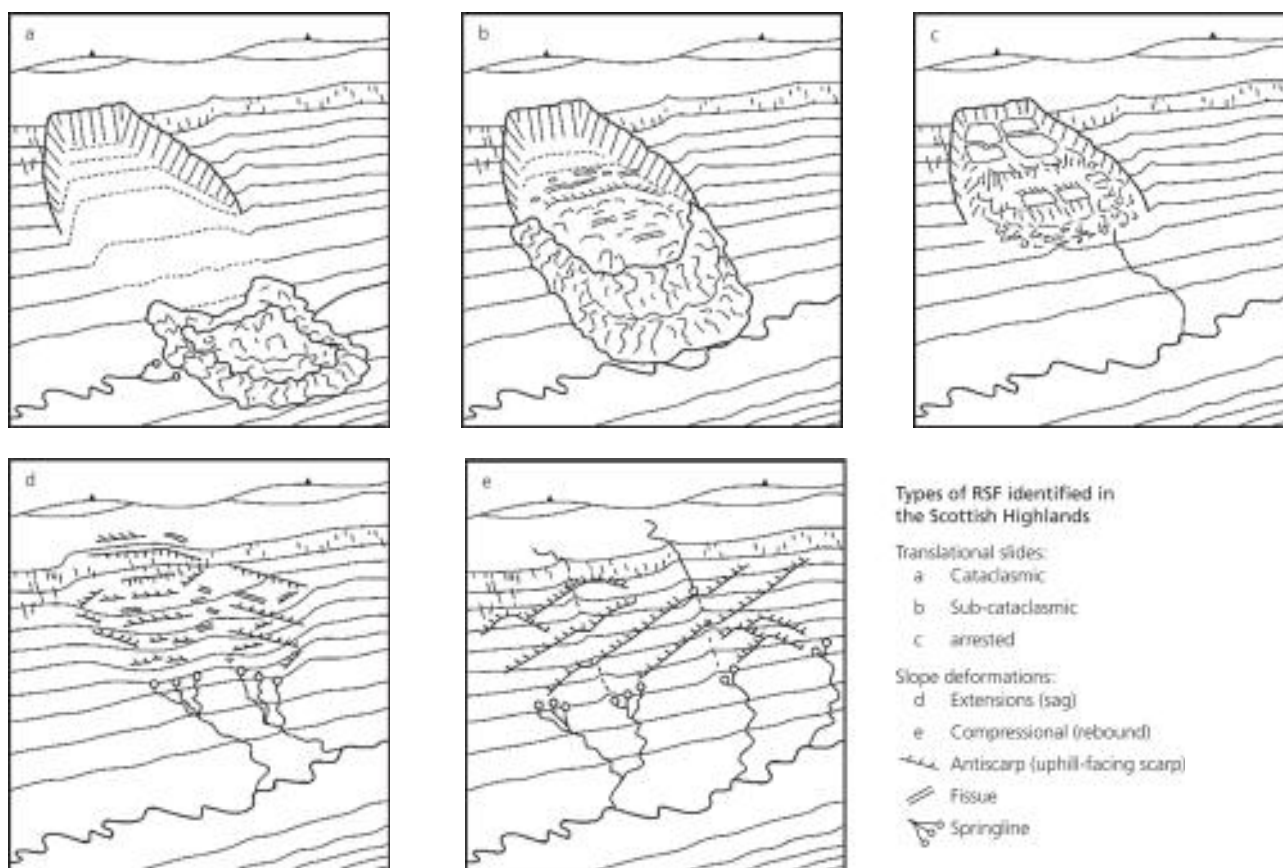 a
b
c
d
e
Types of RSF identified in
the Scottish Highlands
Translational slides:
a Cataclasmic
b Sub-cataclasmic
c arrested
Slope deformations:
d Extensions (sag)
e Compressional (rebound)
Antiscarp (uphill-facing scarp)
Fissue
Springline